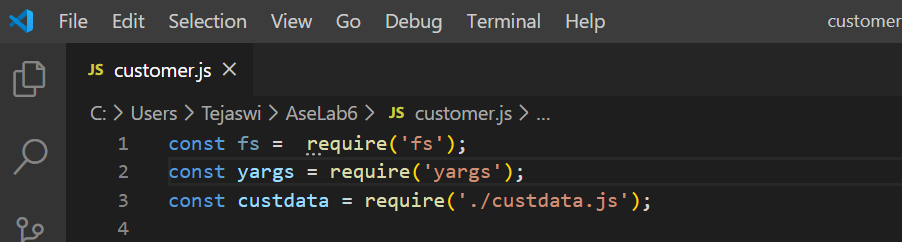 File Edit Selection View Go Debug Terminal Help customer
JS customer.js ×
C: > Users > Tejaswi > AseLab6 > JS customer.js > ...
1 const fs =  require('fs');
2 const yargs = require('yargs');
3 const custdata = require('./custdata.js');
4